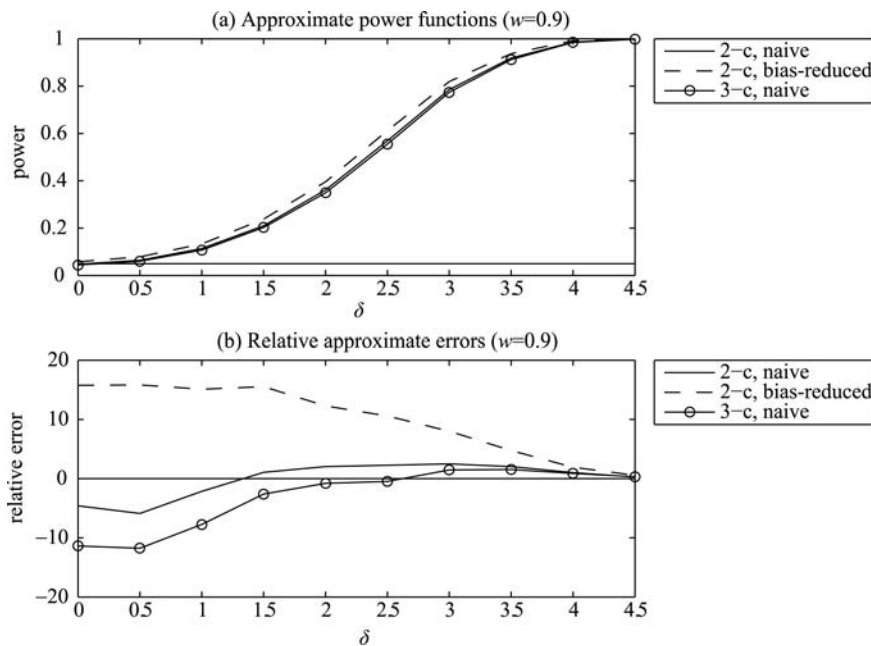 (a) Approximate power functions (w=0.9)
1
0.8
0.6
0.4
0.2
0
power
0 0.5 1 1.5 2 2.5 3 3.5 4 4.5
δ
2−c, naive
2−c, bias-reduced
3−c, naive
(b) Relative approximate errors (w=0.9)
20
10
0
−10
−20
relative error
0 0.5 1 1.5 2 2.5 3 3.5 4 4.5
δ
2−c, naive
2−c, bias-reduced
3−c, naive